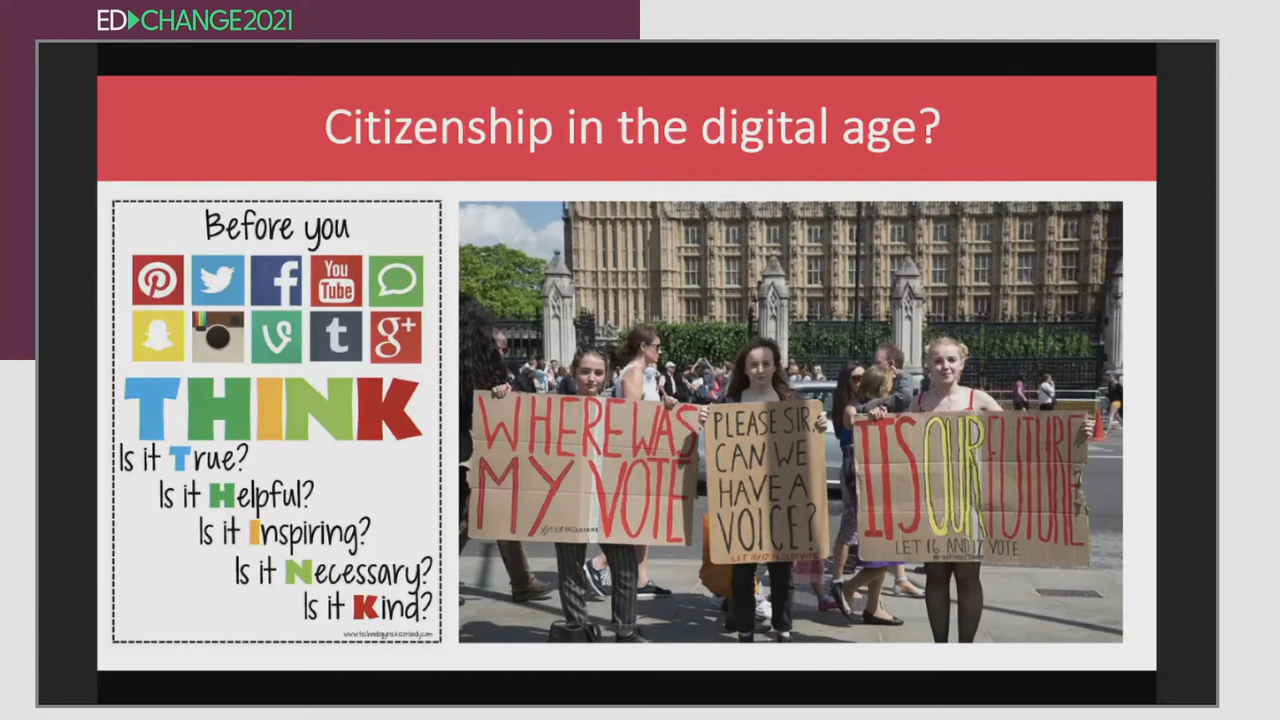 ED CHANGE2021
Citizenship in the digital age?
Before you
You
Tube
t
g+
THINK
Is it True?
Is it Helpful?
Is it Inspiring?
Is it Necessary?
Is it Kind?
WHERE WAS
MY VOTE
PLEASE SIR
CAN WE
HAVE A
VOICE?
ITS OUR FUTURE
LET 16 AND 17 VOTE